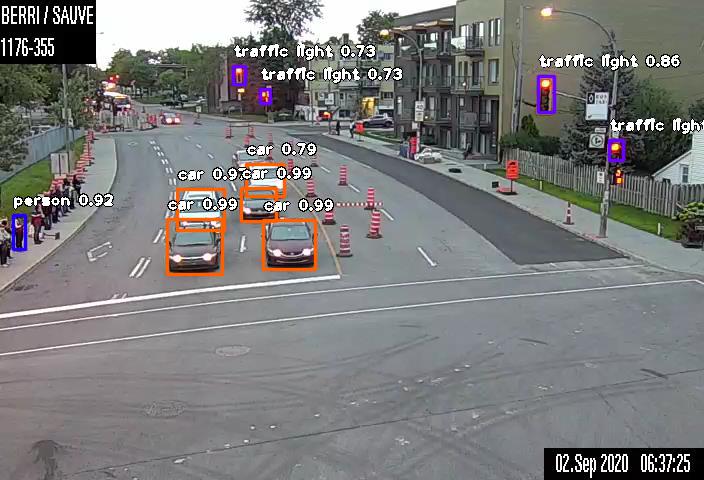 BERRI / SAUVE
1176-355
traffic light 0.73
traffic light 0.73
traffic light 0.86
traffic light
car 0.79
car 0.97
car 0.99
car 0.99
car 0.99
person 0.92
02.Sep 2020 06:37:25